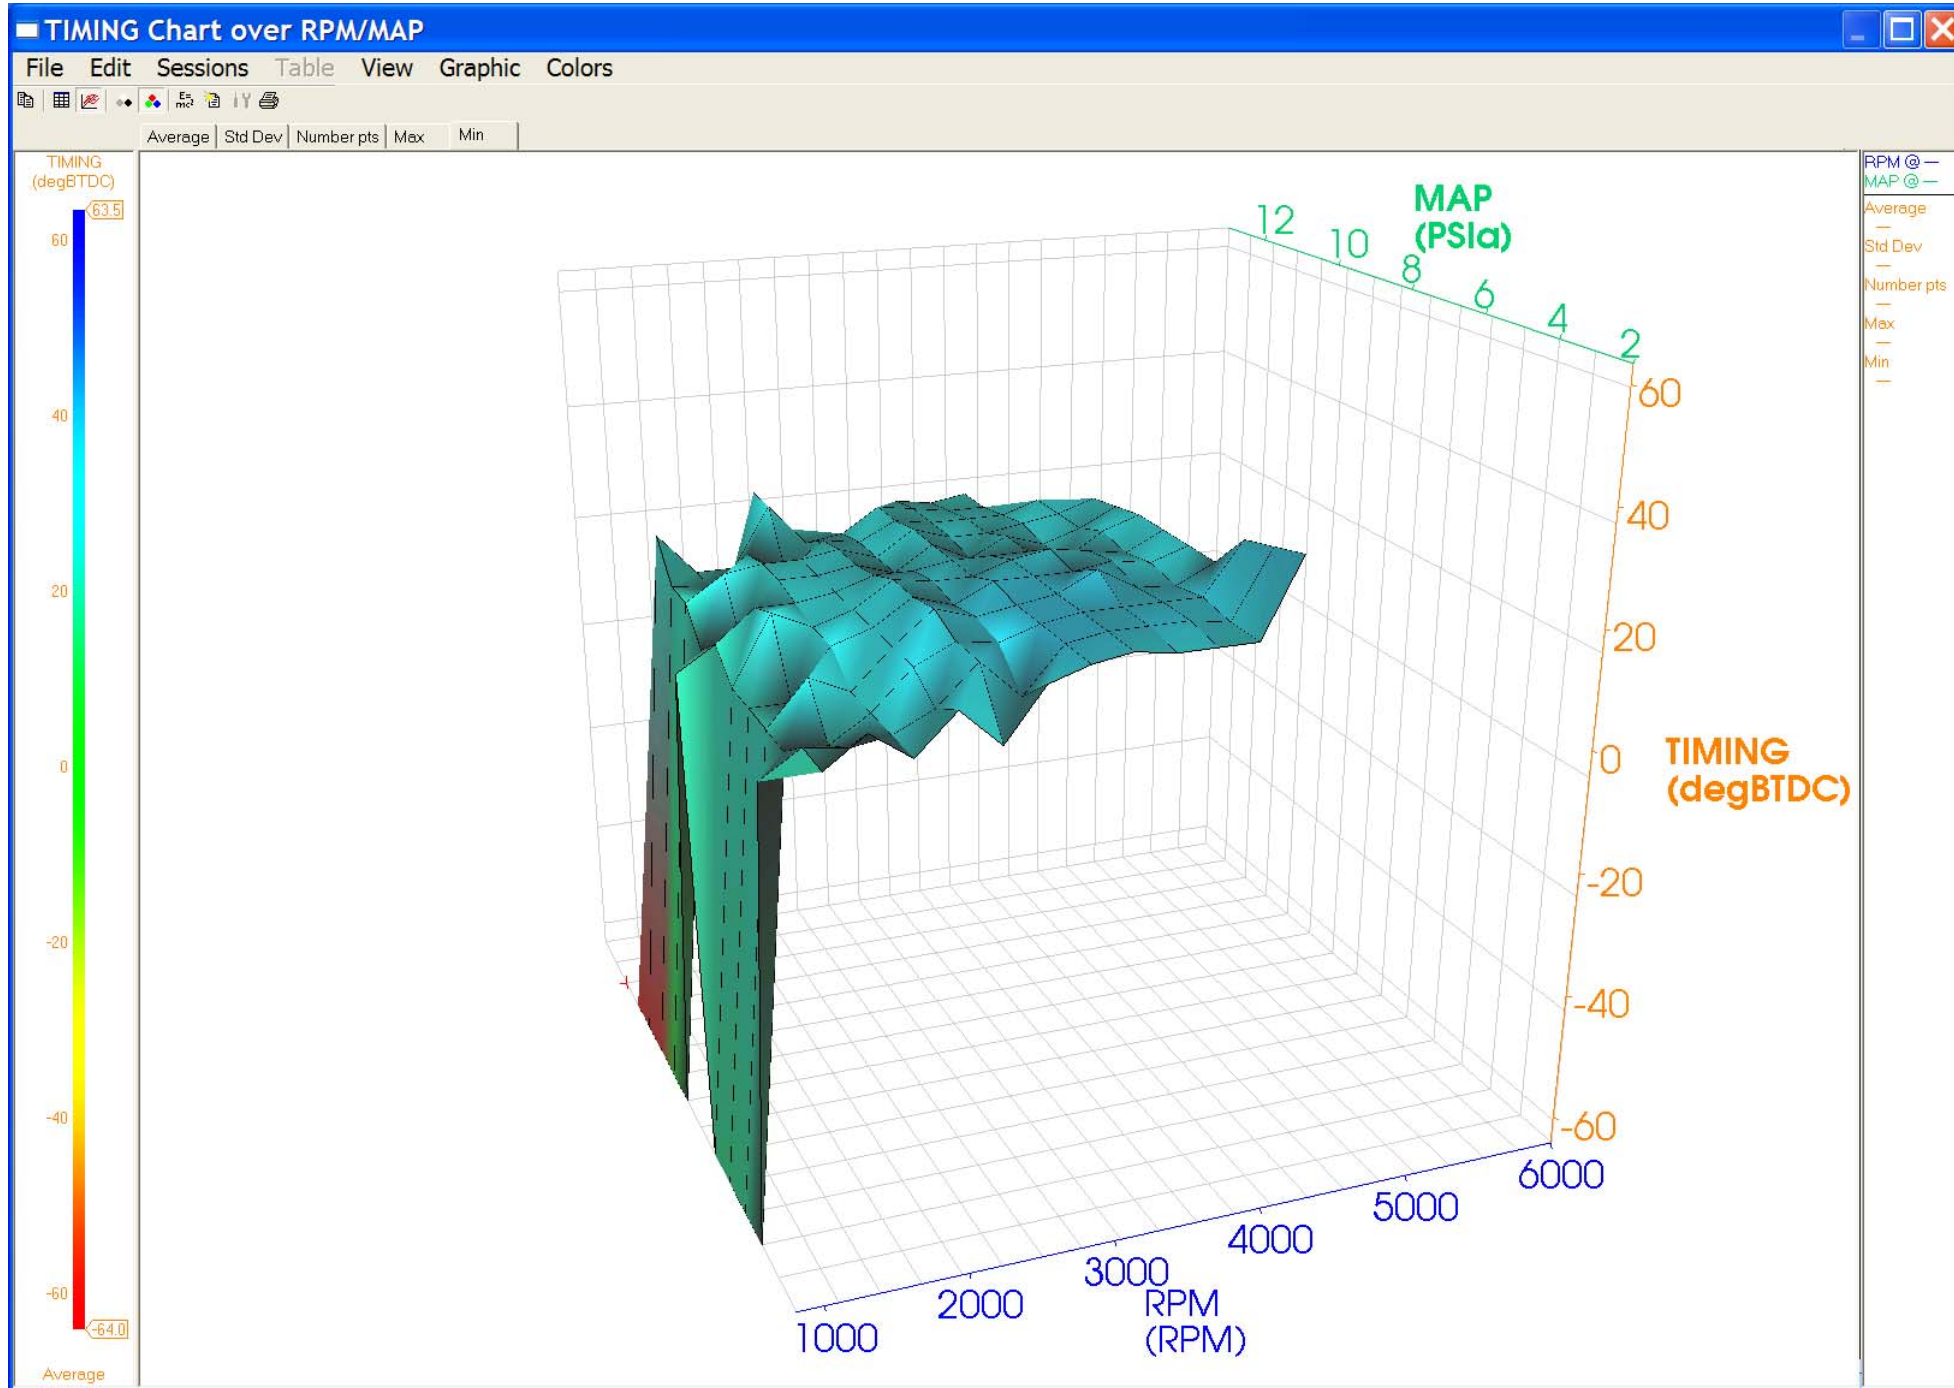 TIMING Chart over RPM/MAP
File Edit Sessions Table View Graphic Colors
E=
mc²
Average Std Dev Number pts Max Min
TIMING
(degBTDC)
63.5
60
40
20
0
-20
-40
-60
-64.0
Average
MAP
(PSIa)
12
10
8
6
4
2
60
40
20
0
-20
-40
-60
TIMING
(degBTDC)
1000
2000
3000
4000
5000
6000
RPM
(RPM)
RPM @ —
MAP @ —
Average
—
Std Dev
—
Number pts
—
Max
—
Min
—